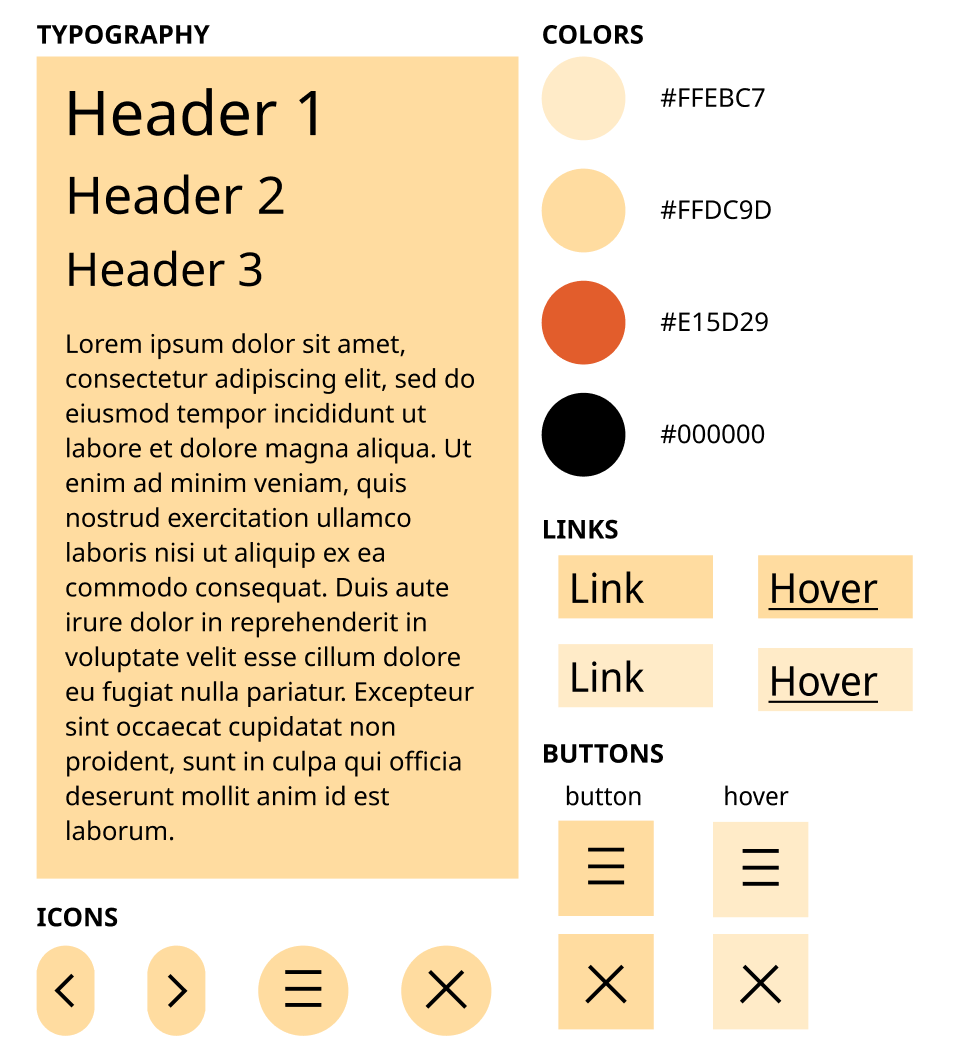 TYPOGRAPHY
Header 1
Header 2
Header 3
Lorem ipsum dolor sit amet,
consectetur adipiscing elit, sed do
eiusmod tempor incididunt ut
labore et dolore magna aliqua. Ut
enim ad minim veniam, quis
nostrud exercitation ullamco
laboris nisi ut aliquip ex ea
commodo consequat. Duis aute
irure dolor in reprehenderit in
voluptate velit esse cillum dolore
eu fugiat nulla pariatur. Excepteur
sint occaecat cupidatat non
proident, sunt in culpa qui officia
deserunt mollit anim id est
laborum.
ICONS
COLORS
#FFEBC7
#FFDC9D
#E15D29
#000000
LINKS
Link Hover
Link Hover
BUTTONS
button hover